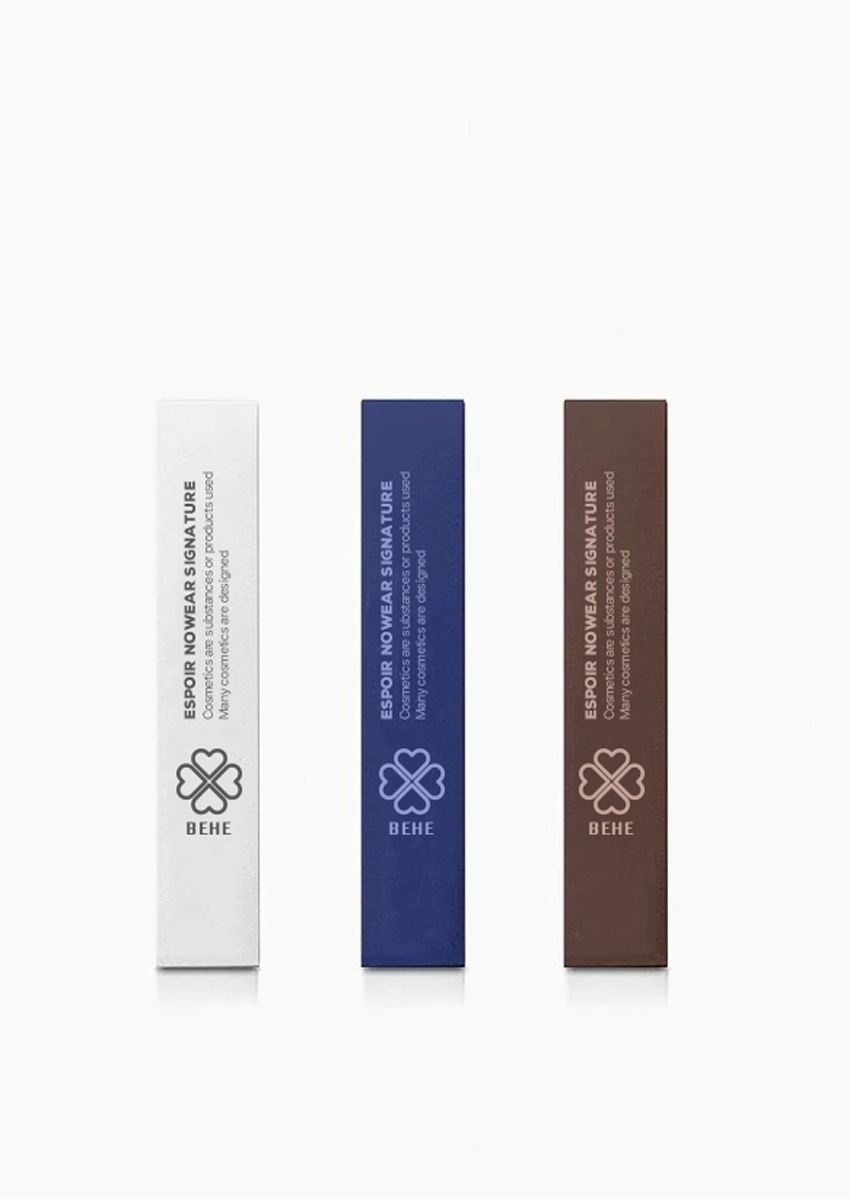 ESPOIR NOWEAR SIGNATURE
Cosmetics are substances or products used
Many cosmetics are designed
BEHE
ESPOIR NOWEAR SIGNATURE
Cosmetics are substances or products used
Many cosmetics are designed
BEHE
ESPOIR NOWEAR SIGNATURE
Cosmetics are substances or products used
Many cosmetics are designed
BEHE